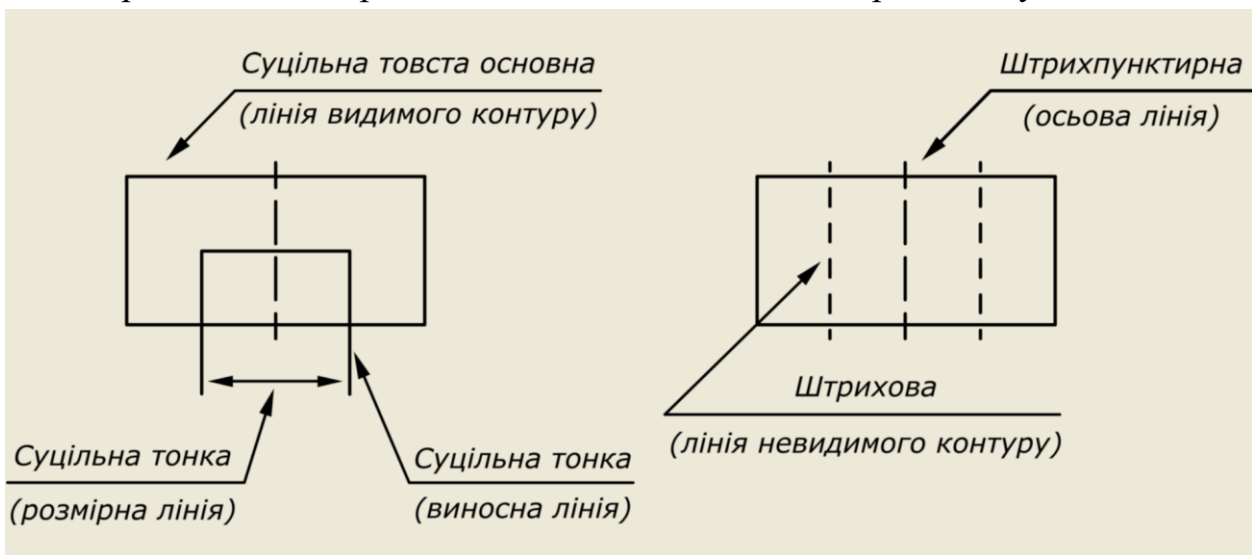 Суцільна товста основна
(лінія видимого контуру)
Штрихпунктирна
(осьова лінія)
Штрихова
(лінія невидимого контуру)
Суцільна тонка
(розмірна лінія)
Суцільна тонка
(виносна лінія)